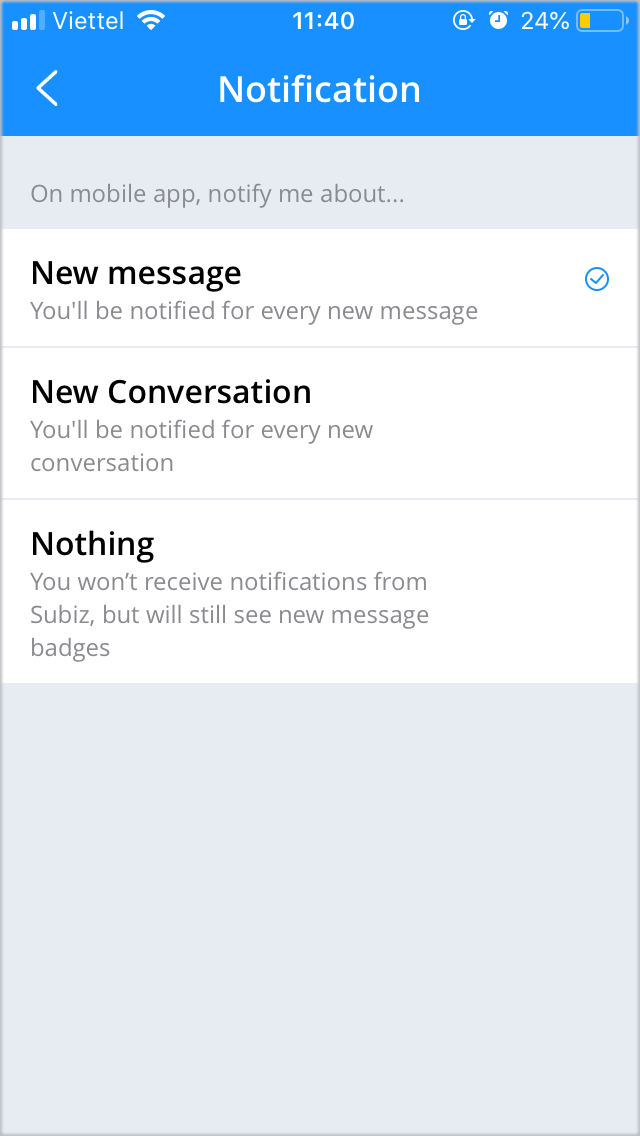 Viettel 11:40 24%
Notification
On mobile app, notify me about...
New message
You'll be notified for every new message
New Conversation
You'll be notified for every new
conversation
Nothing
You won’t receive notifications from
Subiz, but will still see new message
badges